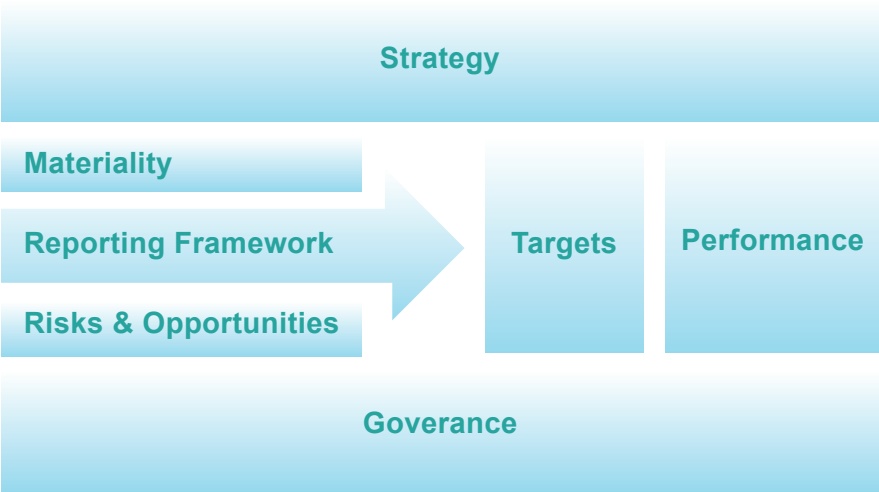 Strategy
Materiality
Reporting Framework
Risks & Opportunities
Targets
Performance
Goverance